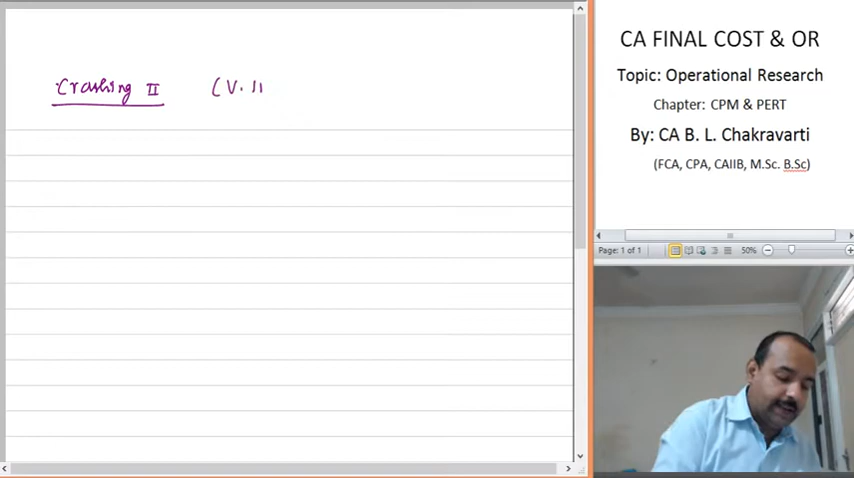 Crashing II (V. II
CA FINAL COST & OR
Topic: Operational Research
Chapter: CPM & PERT
By: CA B. L. Chakravarti
(FCA, CPA, CAIIB, M.Sc. B.Sc)
Page: 1 of 1 50%